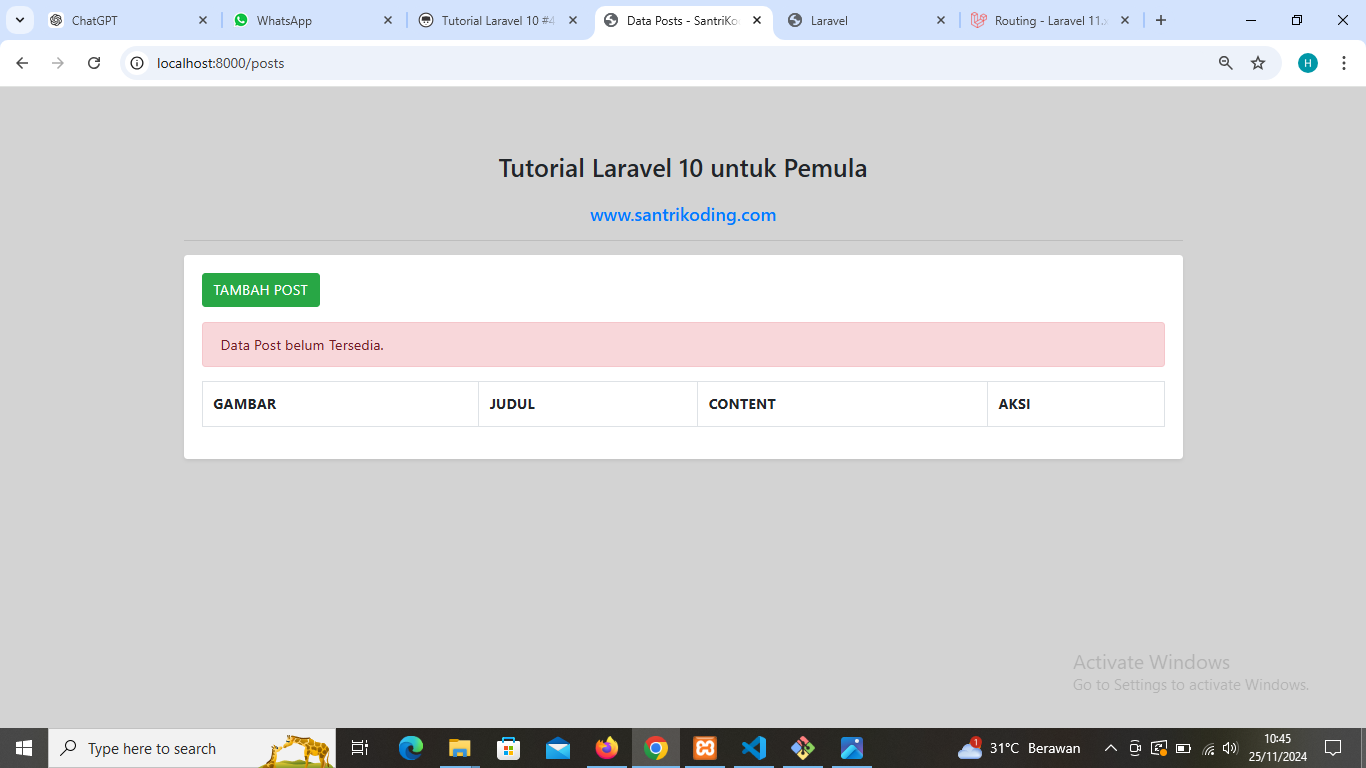 ChatGPT
WhatsApp
Tutorial Laravel 10 #4
Data Posts - SantriKo
Laravel
Routing - Laravel 11.x
localhost:8000/posts
H
Tutorial Laravel 10 untuk Pemula
www.santrikoding.com
TAMBAH POST
Data Post belum Tersedia.
GAMBAR JUDUL CONTENT AKSI
Activate Windows
Go to Settings to activate Windows.
Type here to search
1
31°C Berawan
10:45
25/11/2024